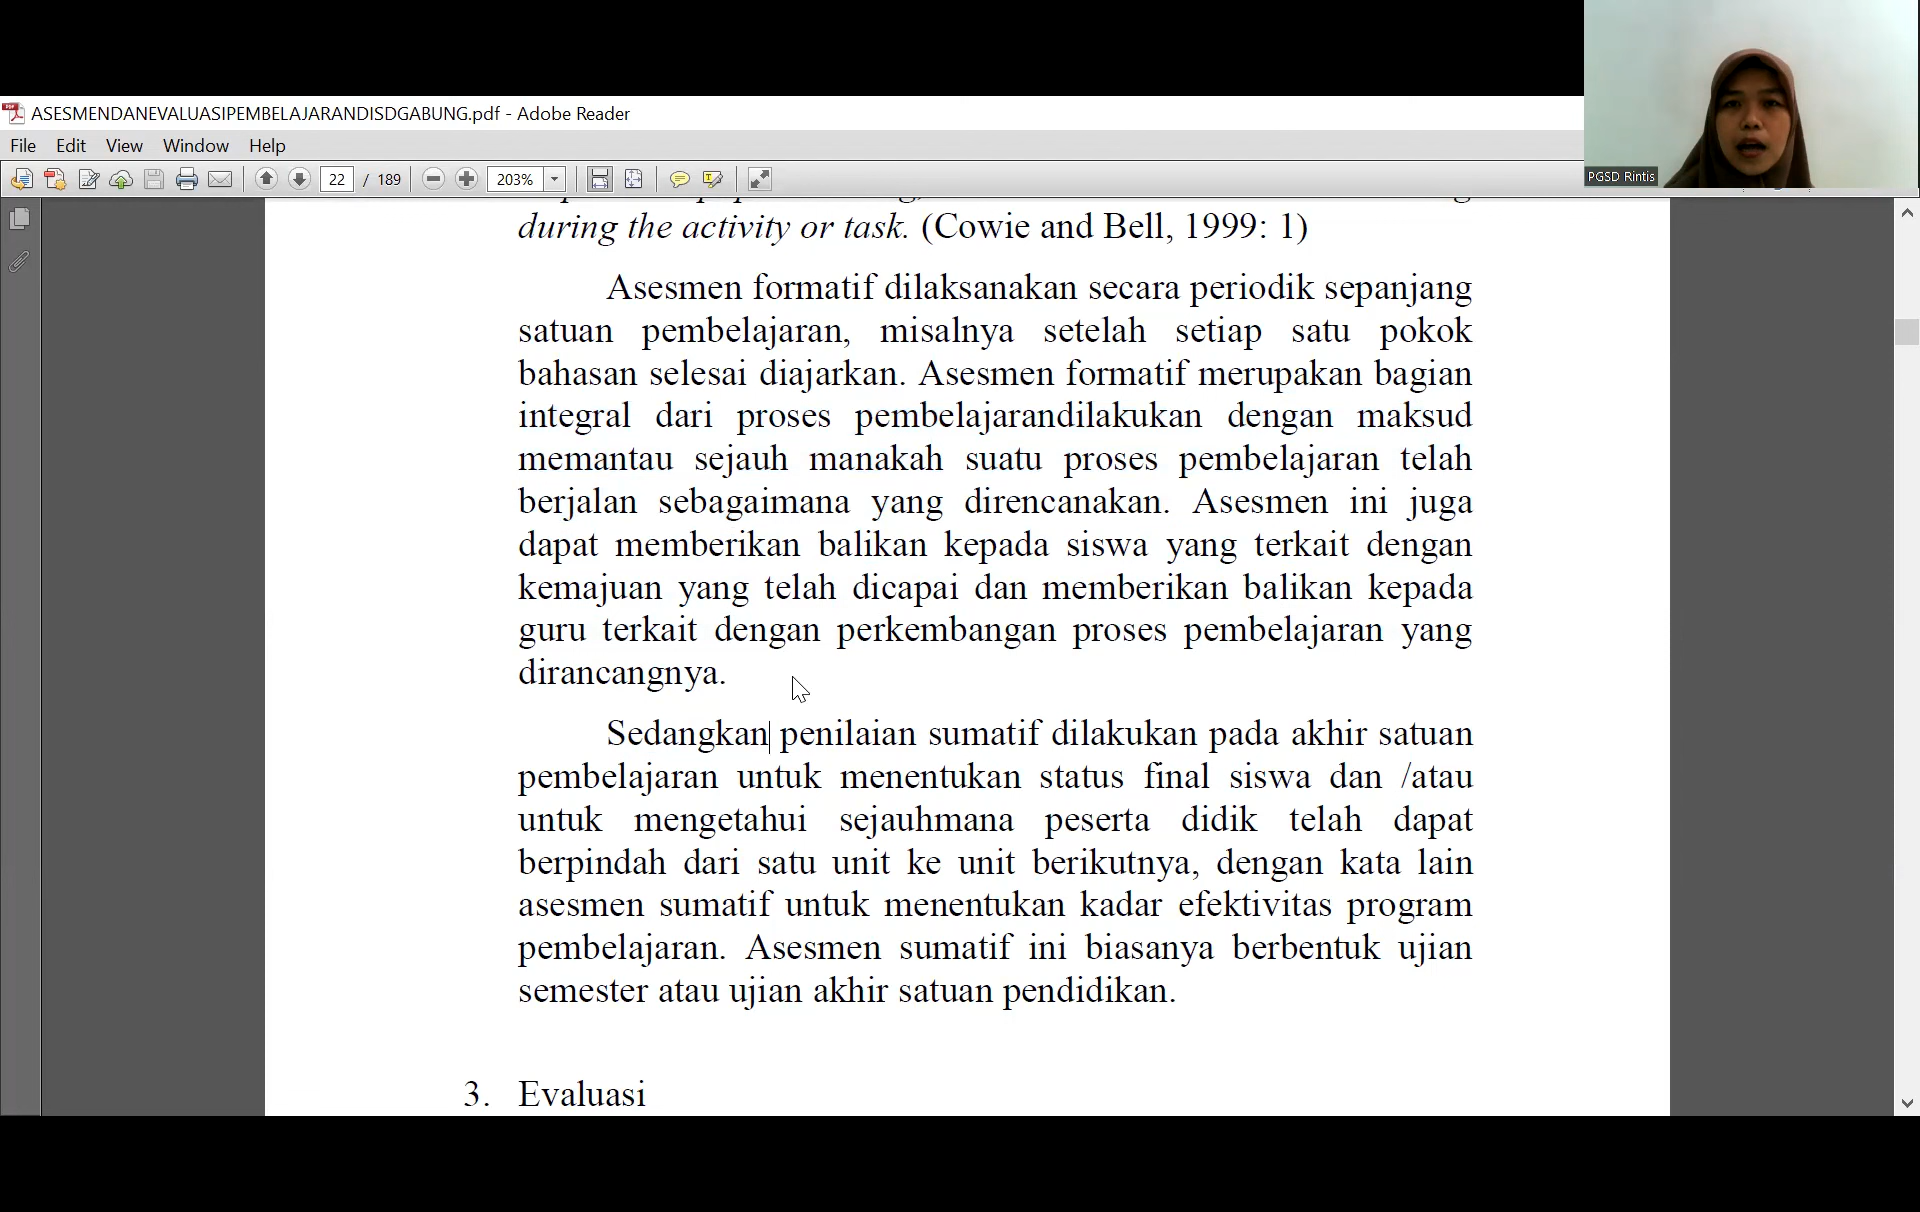 ASESMENDANEVALUASIPEMBELAJARANDISDGABUNG.pdf - Adobe Reader
File Edit View Window Help
22 / 189 203%
PGSD Rintis
during the activity or task. (Cowie and Bell, 1999: 1)
Asesmen formatif dilaksanakan secara periodik sepanjang
satuan pembelajaran, misalnya setelah setiap satu pokok
bahasan selesai diajarkan. Asesmen formatif merupakan bagian
integral dari proses pembelajarandilakukan dengan maksud
memantau sejauh manakah suatu proses pembelajaran telah
berjalan sebagaimana yang direncanakan. Asesmen ini juga
dapat memberikan balikan kepada siswa yang terkait dengan
kemajuan yang telah dicapai dan memberikan balikan kepada
guru terkait dengan perkembangan proses pembelajaran yang
dirancangnya.
Sedangkan penilaian sumatif dilakukan pada akhir satuan
pembelajaran untuk menentukan status final siswa dan /atau
untuk mengetahui sejauhmana peserta didik telah dapat
berpindah dari satu unit ke unit berikutnya, dengan kata lain
asesmen sumatif untuk menentukan kadar efektivitas program
pembelajaran. Asesmen sumatif ini biasanya berbentuk ujian
semester atau ujian akhir satuan pendidikan.
3. Evaluasi